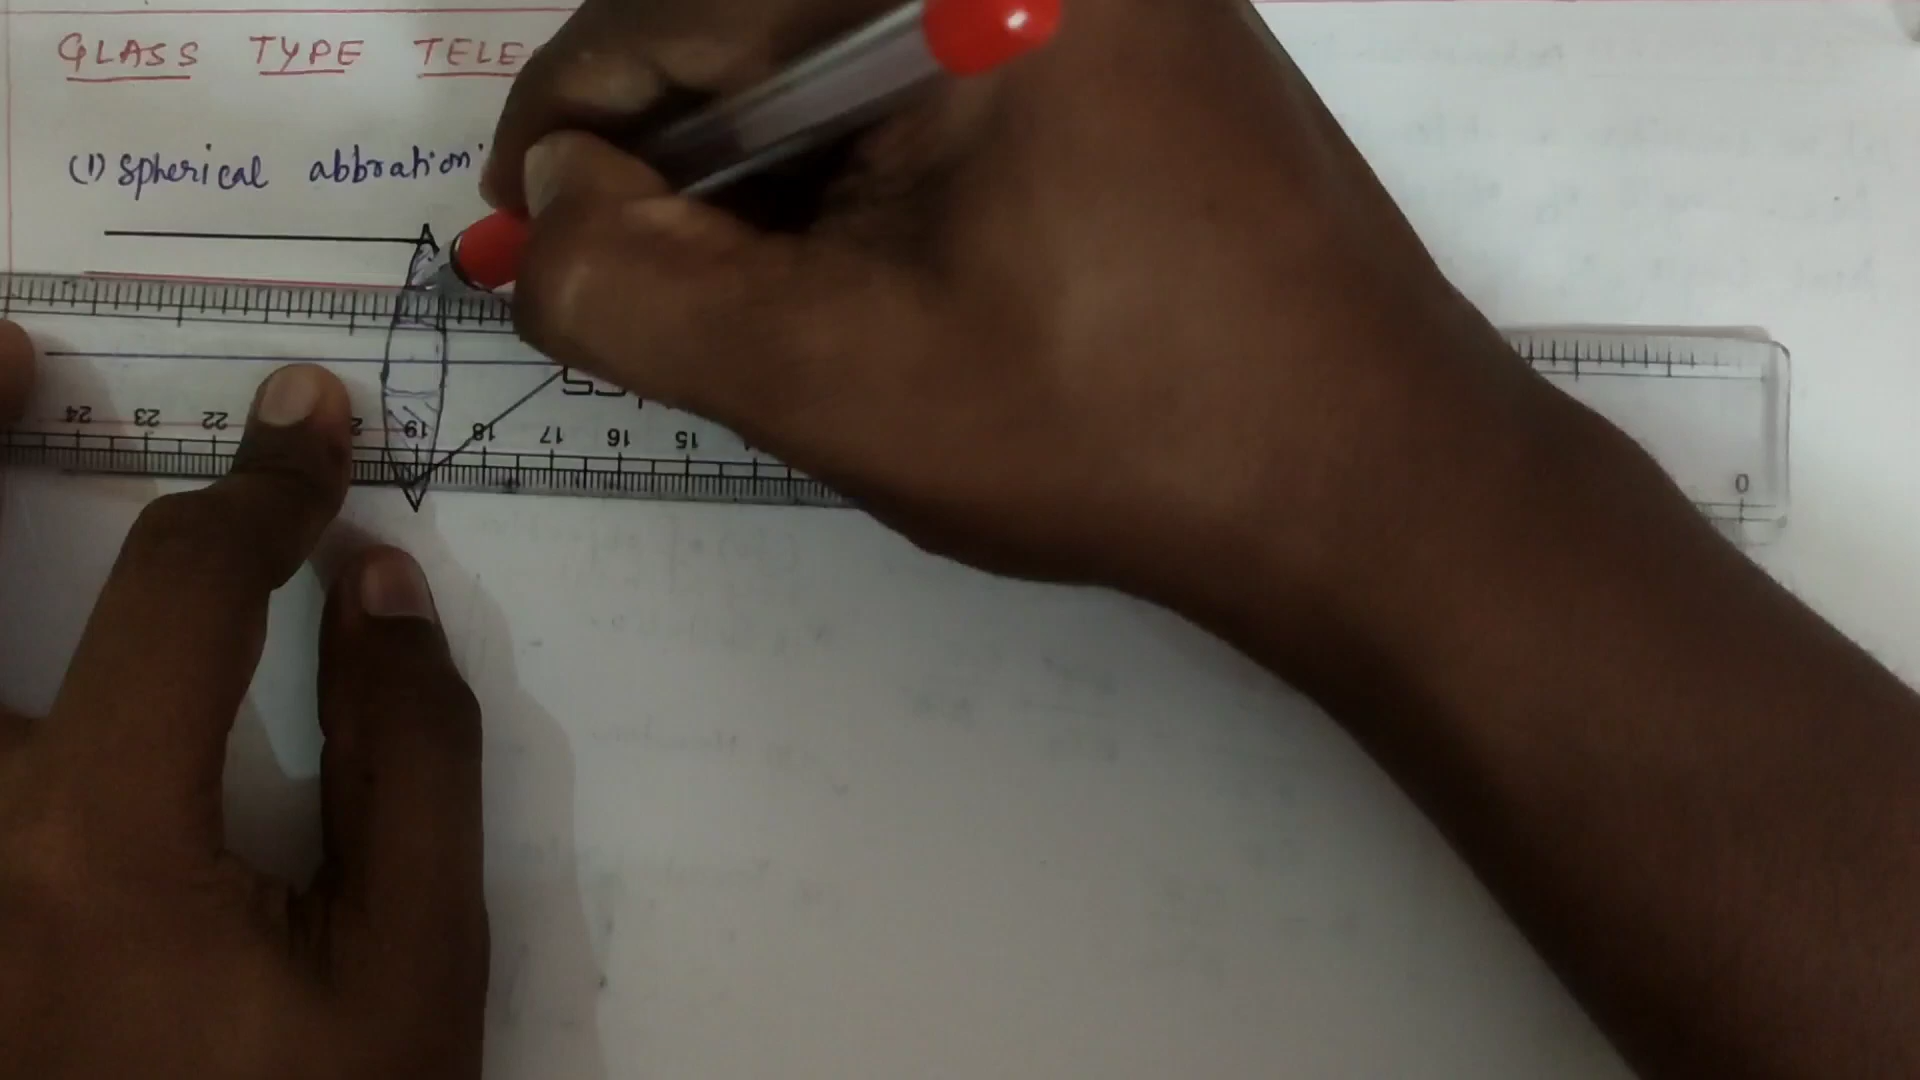 GLASS TYPE TELE
(1) Spherical abbration
24 23 22 19 18 17 16 15
0